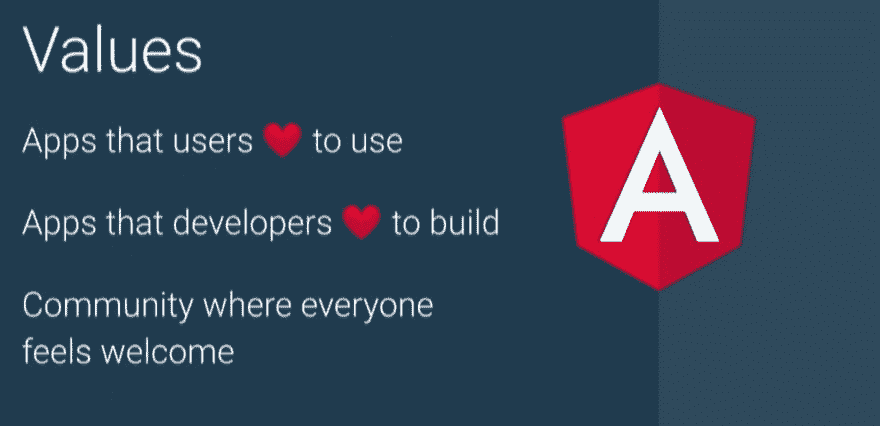 Values
Apps that users ❤ to use
Apps that developers ❤ to build
Community where everyone
feels welcome
A